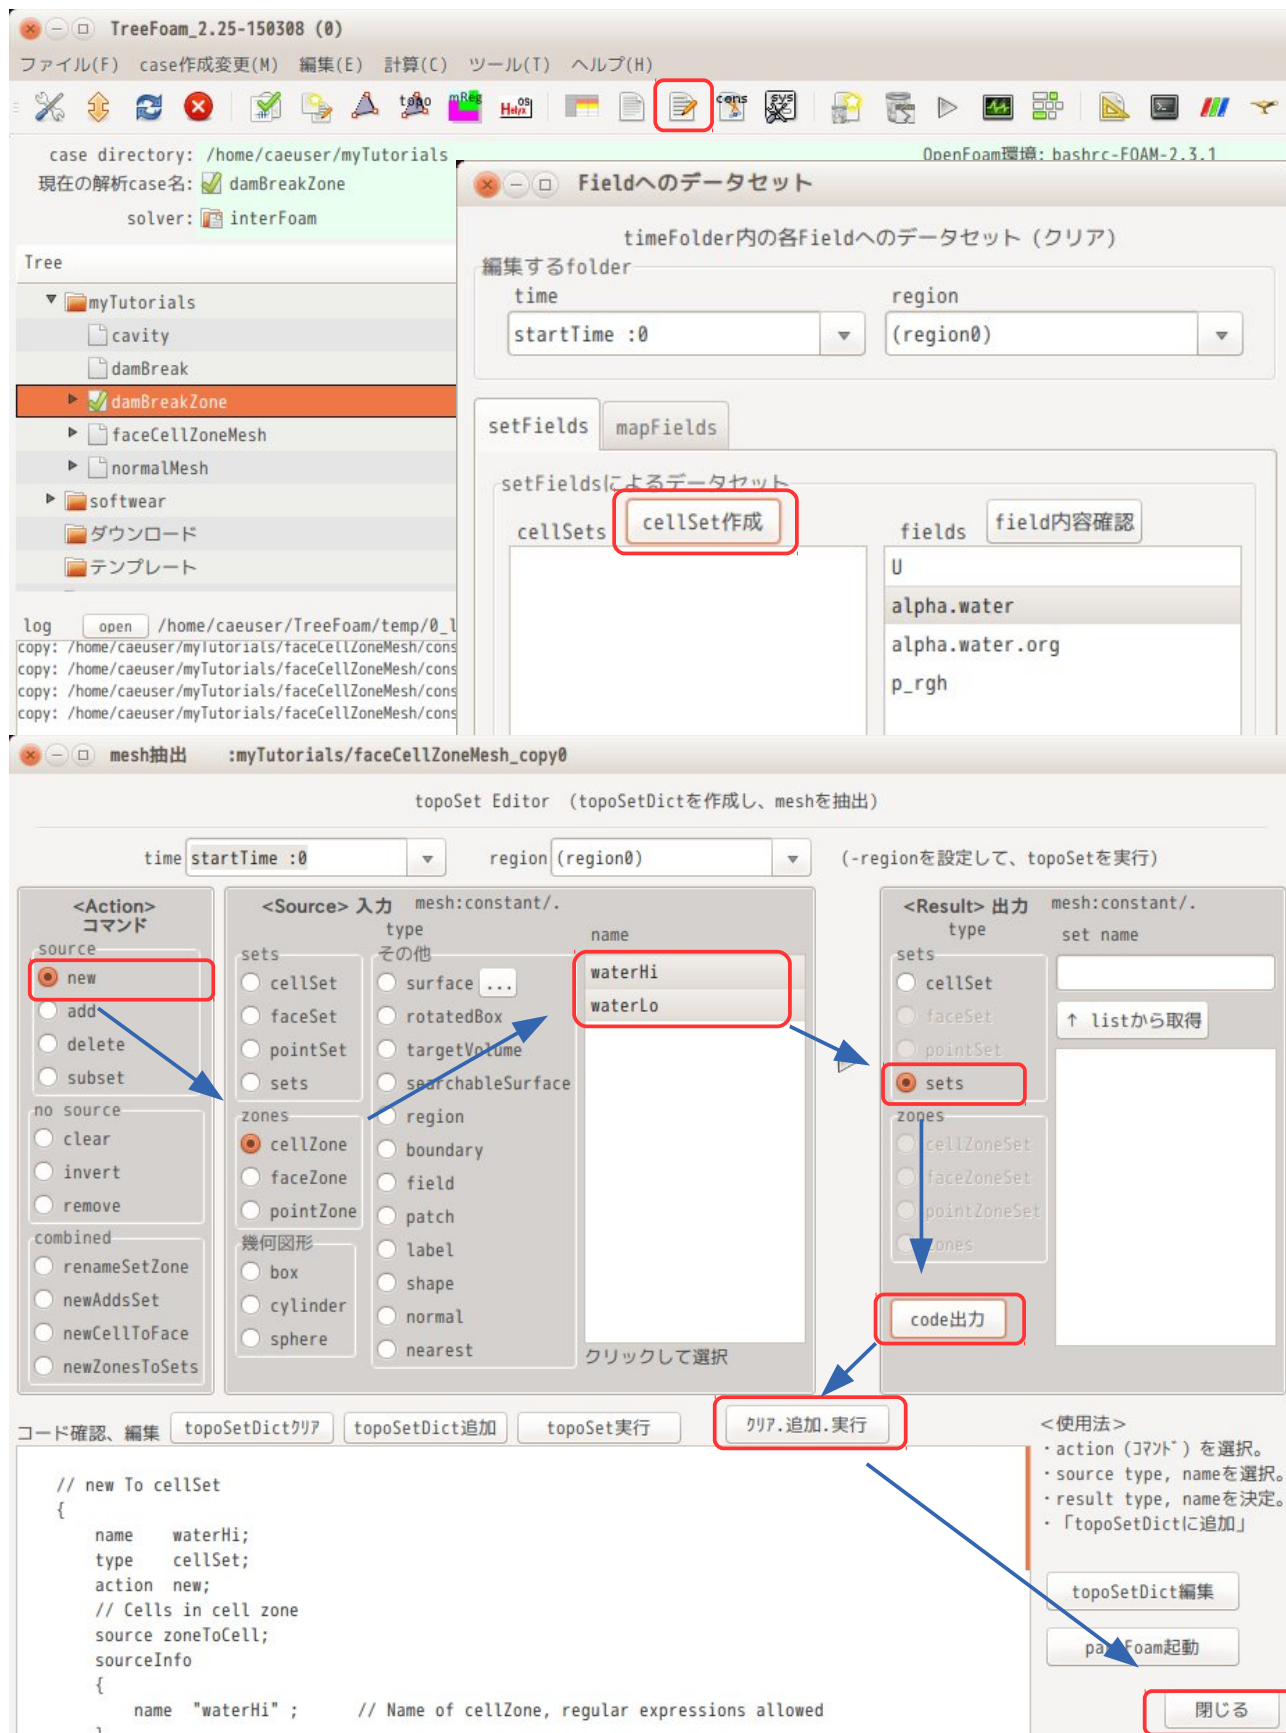 TreeFoam_2.25-150308 (0)
ファイル(F) case作成変更(M) 編集(E) 計算(C) ツール(T) ヘルプ(H)
topo mReg Helyx OS cons sys
case directory: /home/caeuser/myTutorials
OpenFoam環境: bashrc-FOAM-2.3.1
現在の解析case名: damBreakZone
solver: interFoam
Tree
myTutorials
cavity
damBreak
damBreakZone
faceCellZoneMesh
normalMesh
softwear
ダウンロード
テンプレート
log open /home/caeuser/TreeFoam/temp/0_l
copy: /home/caeuser/myTutorials/faceCellZoneMesh/cons
copy: /home/caeuser/myTutorials/faceCellZoneMesh/cons
copy: /home/caeuser/myTutorials/faceCellZoneMesh/cons
copy: /home/caeuser/myTutorials/faceCellZoneMesh/cons
Fieldへのデータセット
timeFolder内の各Fieldへのデータセット (クリア)
編集するfolder
time region
startTime :0 (region0)
setFields mapFields
setFieldsによるデータセット
cellSets cellSet作成 fields field内容確認
U
alpha.water
alpha.water.org
p_rgh
mesh抽出 :myTutorials/faceCellZoneMesh_copy0
topoSet Editor (topoSetDictを作成し、meshを抽出)
time startTime :0 region (region0) (-regionを設定して、topoSetを実行)
<Action>
コマンド
source
new
add
delete
subset
no source
clear
invert
remove
combined
renameSetZone
newAddsSet
newCellToFace
newZonesToSets
<Source> 入力 mesh:constant/.
type
name
sets
cellSet
faceSet
pointSet
sets
zones
cellZone
faceZone
pointZone
幾何図形
box
cylinder
sphere
その他
surface ...
rotatedBox
targetVolume
searchableSurface
region
boundary
field
patch
label
shape
normal
nearest
waterHi
waterLo
クリックして選択
<Result> 出力 mesh:constant/.
type set name
sets
cellSet
faceSet
pointSet
sets
zones
cellZoneSet
faceZoneSet
pointZoneSet
zones
↑ listから取得
code出力
コード確認、編集 topoSetDictクリア topoSetDict追加 topoSet実行 クリア.追加.実行
// new To cellSet
{
name waterHi;
type cellSet;
action new;
// Cells in cell zone
source zoneToCell;
sourceInfo
{
name "waterHi" ; // Name of cellZone, regular expressions allowed
}
<使用法>
・action (コマンド) を選択。
・source type, nameを選択。
・result type, nameを決定。
・「topoSetDictに追加」
topoSetDict編集
paraFoam起動
閉じる